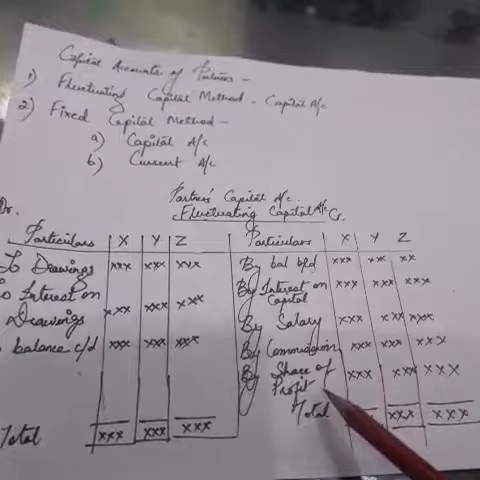 Capital Accounts of Partners -
1) Fluctuating Capital Method - Capital A/c
2) Fixed Capital Method -
a) Capital A/c
b) Current A/c
Partners Capital A/c.
Dr. Fluctuating Capital A/c Cr.
Particulars X Y Z Particulars X Y Z
To Drawings xxx xxx xxx By bal b/d xxx xx xx
To Interest on Drawings xxx xxx xxx By Interest on Capital xxx xxx xxx
By Salary xxx xx xxx
balance c/d xxx xxx xxx By Commission xxx xxx xxx
By Share of Profit xxx xxx xxx
Total xxx xxx xxx Total xxx xxx